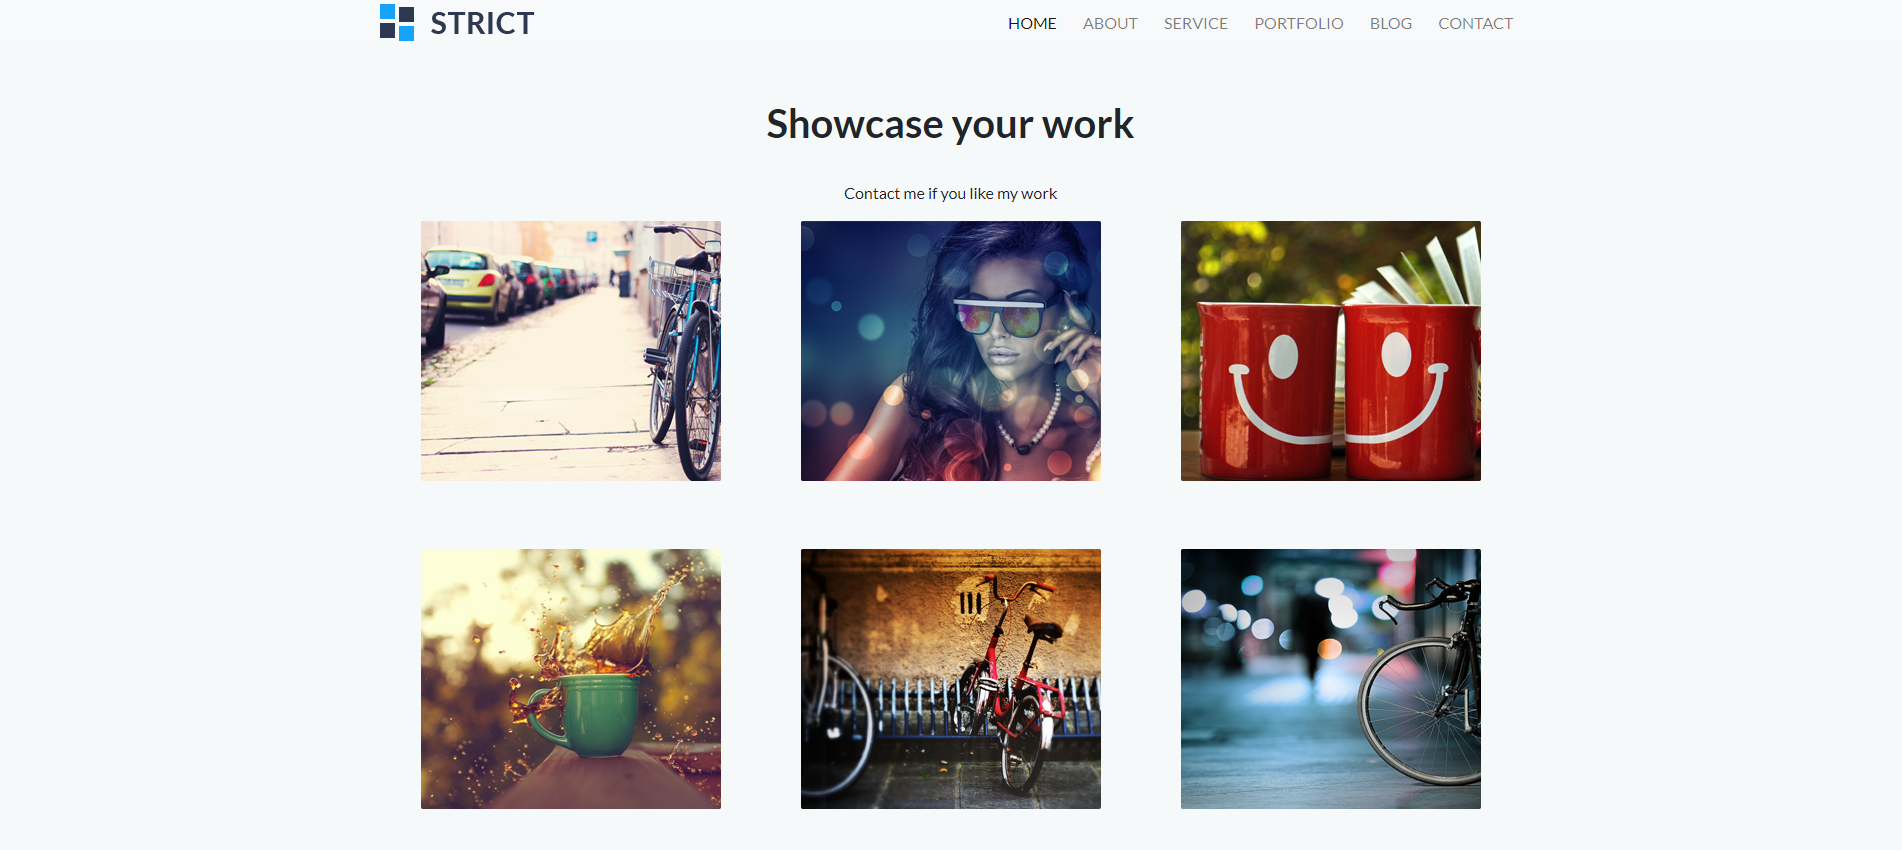 STRICT
HOME ABOUT SERVICE PORTFOLIO BLOG CONTACT
Showcase your work
Contact me if you like my work